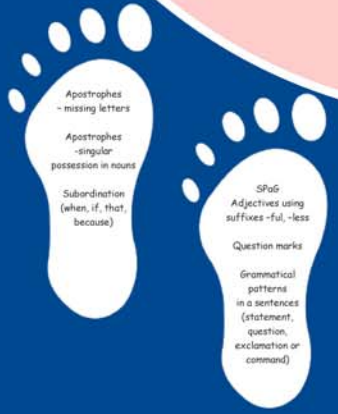 Apostrophes
– missing letters
Apostrophes
-singular
possession in nouns
Subordination
(when, if, that,
because)
SPaG
Adjectives using
suffixes –ful, –less
Question marks
Grammatical
patterns
in a sentences
(statement,
question,
exclamation or
command)